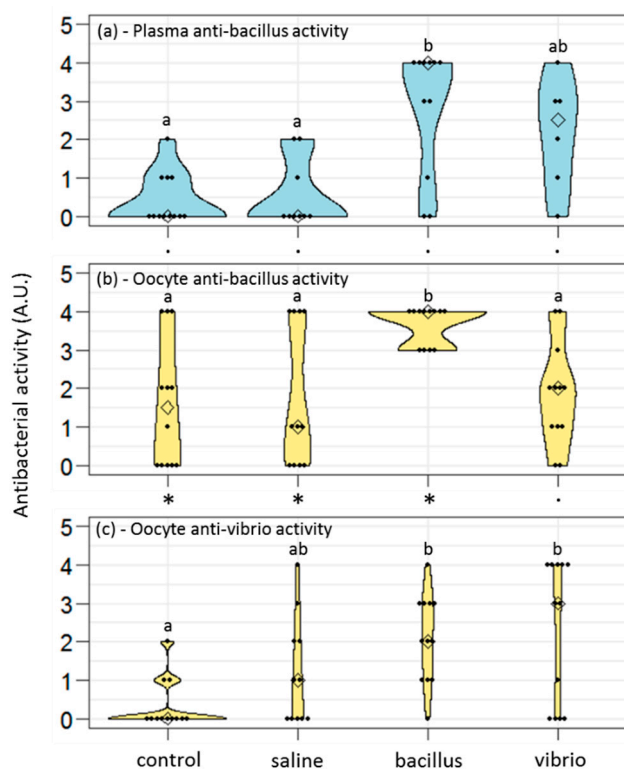 (a) - Plasma anti-bacillus activity
5
4
3
2
1
0
a
a
b
ab
. . . .
Antibacterial activity (A.U.)
(b) - Oocyte anti-bacillus activity
5
4
3
2
1
0
a
a
b
a
* * * .
(c) - Oocyte anti-vibrio activity
5
4
3
2
1
0
a
ab
b
b
control saline bacillus vibrio